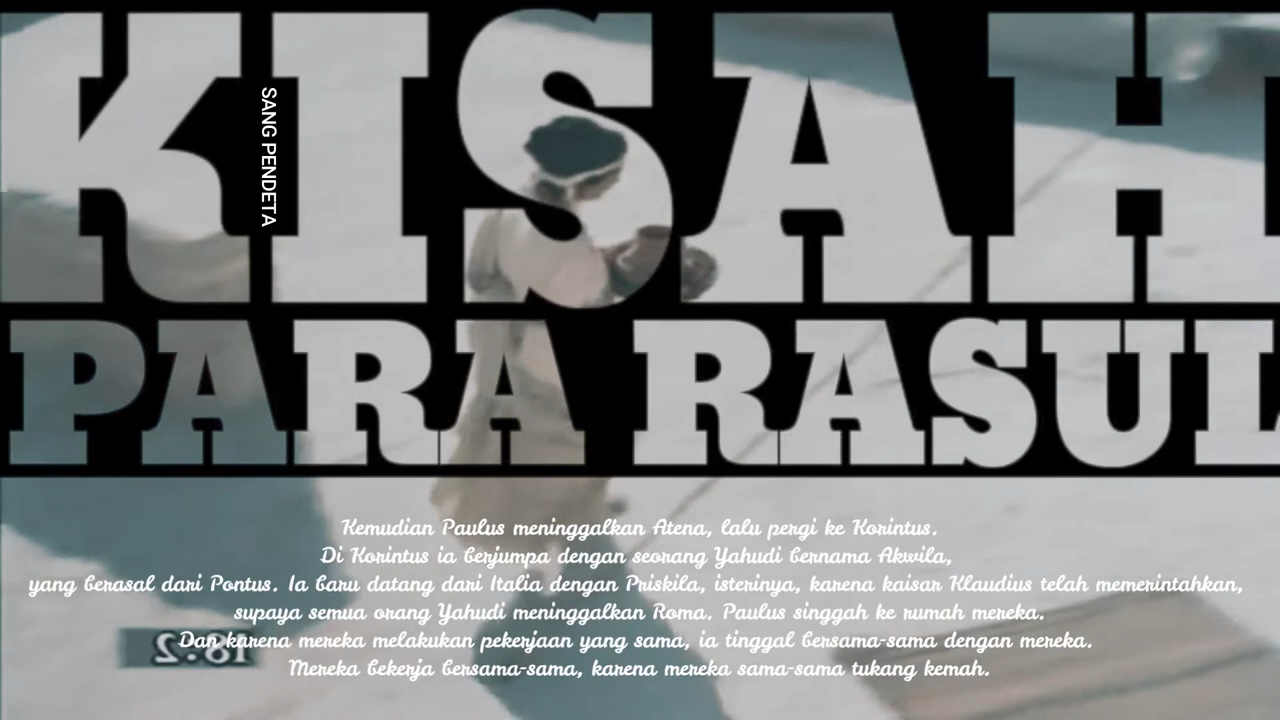 KISAH
SANG PENDETA
PARA RASUL
Kemudian Paulus meninggalkan Atena, lalu pergi ke Korintus.
Di Korintus ia berjumpa dengan seorang Yahudi bernama Akwila,
yang berasal dari Pontus. Ia baru datang dari Italia dengan Priskila, isterinya, karena kaisar Klaudius telah memerintahkan,
supaya semua orang Yahudi meninggalkan Roma. Paulus singgah ke rumah mereka.
Dan karena mereka melakukan pekerjaan yang sama, ia tinggal bersama-sama dengan mereka.
18:2
Mereka bekerja bersama-sama, karena mereka sama-sama tukang kemah.